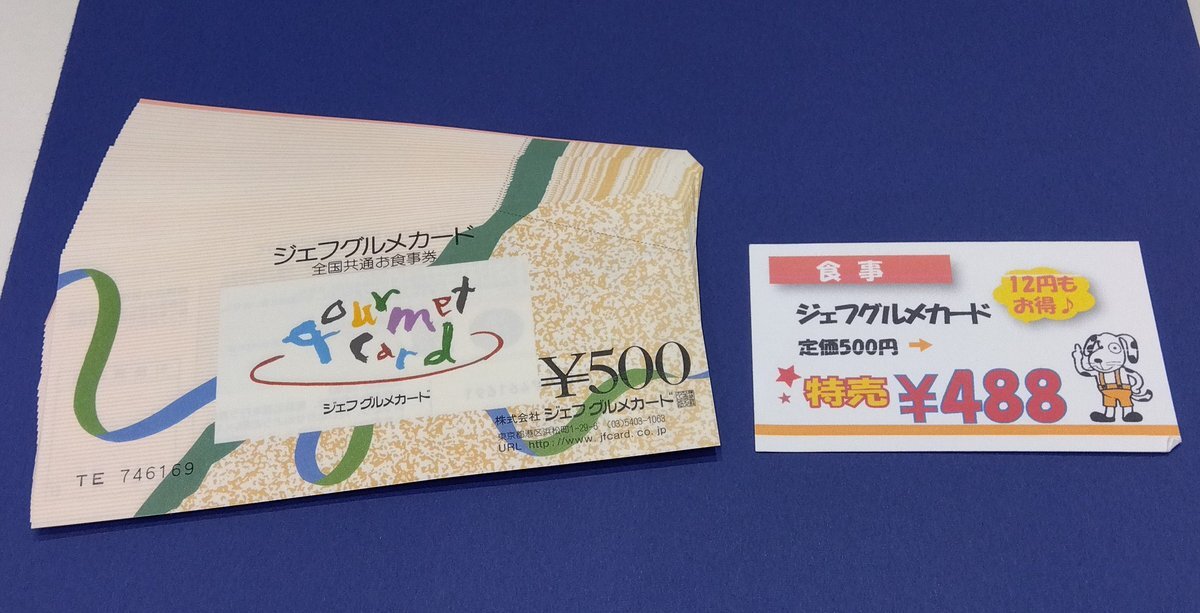 ジェフグルメカード
全国共通お食事券
gourmet
card
ジェフグルメカード
¥500
株式会社 ジェフグルメカード
東京都港区浜松町1-29-6 (03)5403-1063
URL http://www.jfcard.co.jp
TE 746169
食事
12円も
お得♪
ジェフグルメカード
定価500円 →
特売 ¥488